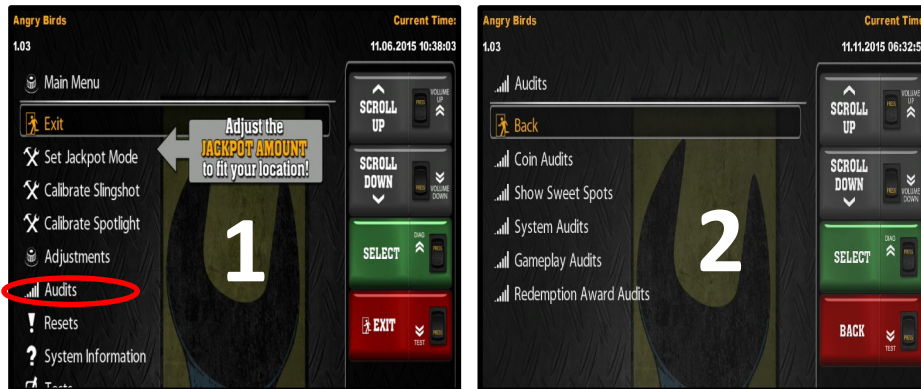 Angry Birds
Current Time:
1.03
11.06.2015 10:38:03
Main Menu
Exit
Adjust the
JACKPOT AMOUNT
to fit your location!
Set Jackpot Mode
Calibrate Slingshot
Calibrate Spotlight
Adjustments
Audits
Resets
System Information
Tests
1
SCROLL
UP
PRESS
VOLUME
UP
SCROLL
DOWN
PRESS
VOLUME
DOWN
SELECT
DIAG
PRESS
EXIT
PRESS
TEST
Angry Birds
Current Time
1.03
11.11.2015 06:32:5
Audits
Back
Coin Audits
Show Sweet Spots
System Audits
Gameplay Audits
Redemption Award Audits
2
SCROLL
UP
PRESS
VOLUME
UP
SCROLL
DOWN
PRESS
VOLUME
DOWN
SELECT
DIAG
PRESS
BACK
PRESS
TEST